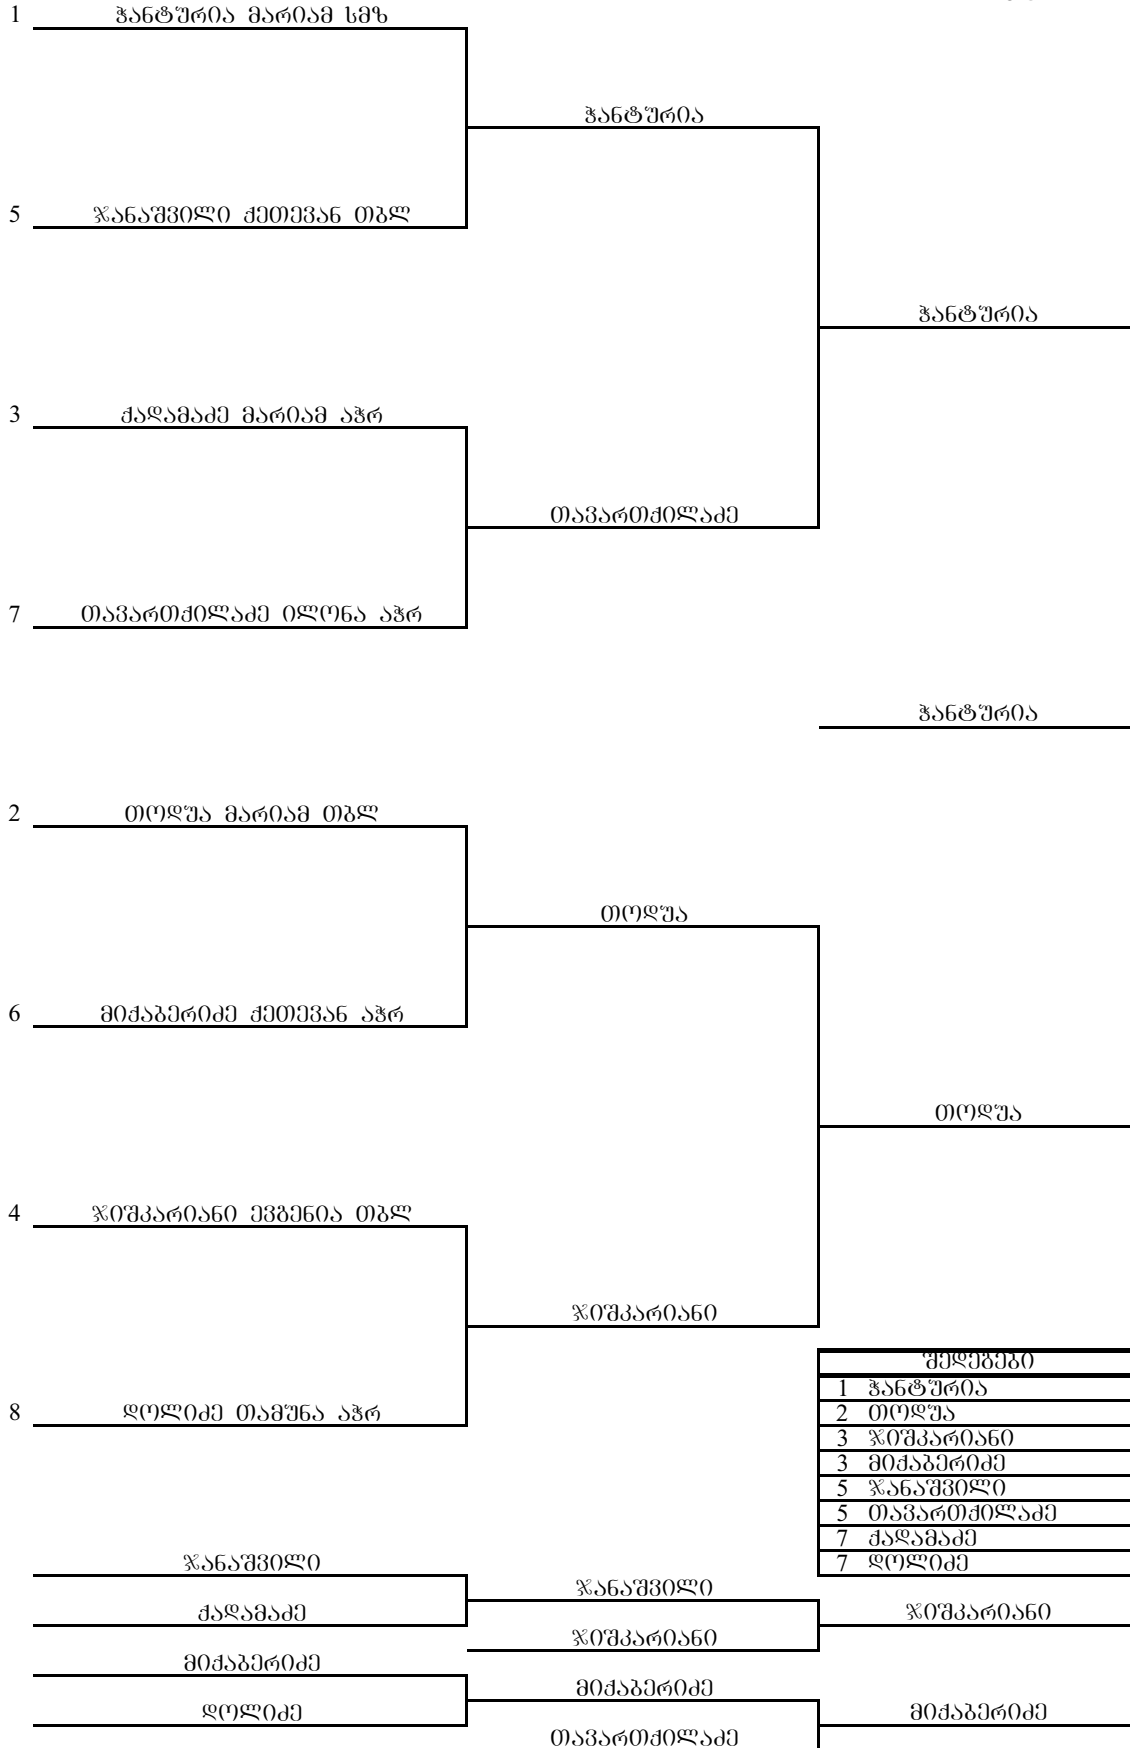 1 ჭანტურია მარიამ სმზ
ჭანტურია
5 ჯანაშვილი ქეთევან თბლ
ჭანტურია
3 ქადამაძე მარიამ აჭრ
თავართქილაძე
7 თავართქილაძე ილონა აჭრ
ჭანტურია
2 თოდუა მარიამ თბლ
თოდუა
6 მიქაბერიძე ქეთევან აჭრ
თოდუა
4 ჯიშკარიანი ევგენია თბლ
ჯიშკარიანი
8 დოლიძე თამუნა აჭრ
შედეგები
1 ჭანტურია
2 თოდუა
3 ჯიშკარიანი
3 მიქაბერიძე
5 ჯანაშვილი
5 თავართქილაძე
7 ქადამაძე
7 დოლიძე
ჯანაშვილი
ჯანაშვილი
ქადამაძე
ჯიშკარიანი
ჯიშკარიანი
მიქაბერიძე
მიქაბერიძე
დოლიძე
მიქაბერიძე
თავართქილაძე